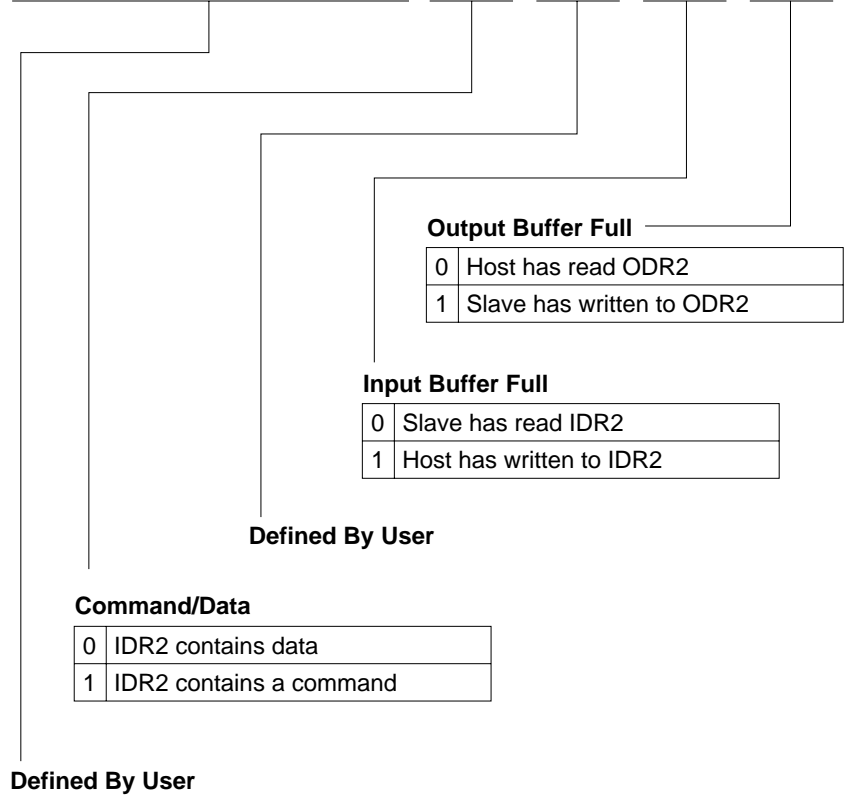 Output Buffer Full
0 Host has read ODR2
1 Slave has written to ODR2
Input Buffer Full
0 Slave has read IDR2
1 Host has written to IDR2
Defined By User
Command/Data
0 IDR2 contains data
1 IDR2 contains a command
Defined By User